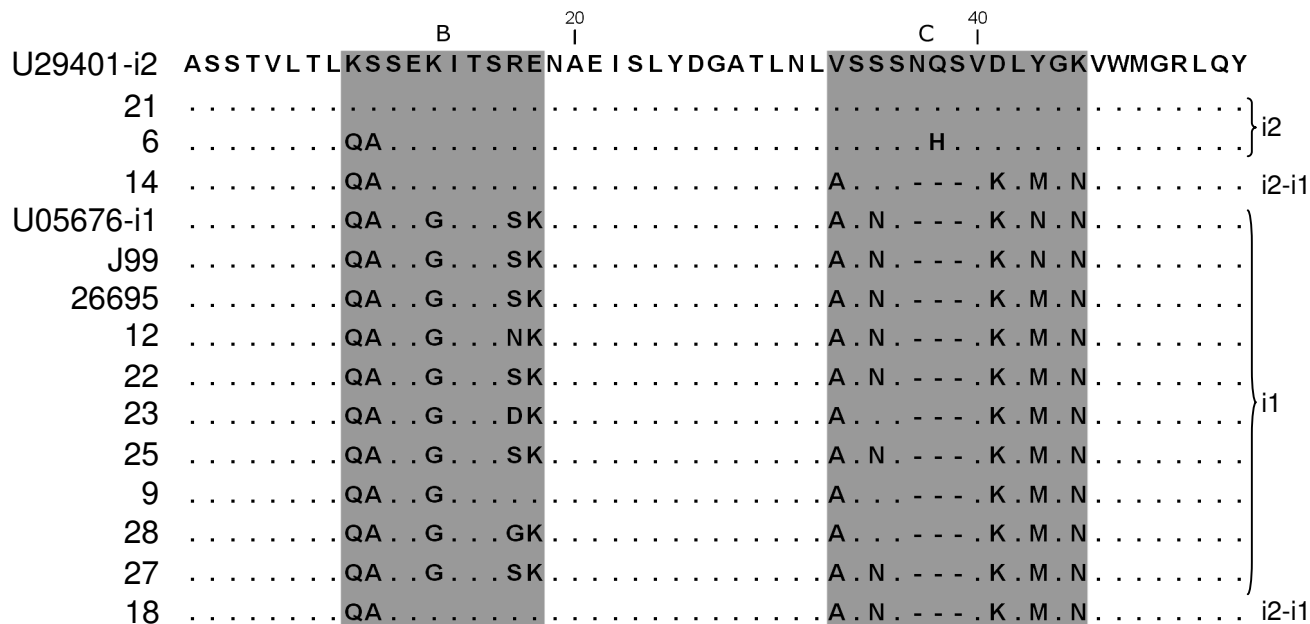 20 40
B C
U29401-i2 ASSTVLTLKSSEKITSRENAEISLYDGATLNLVSSSNQSVDLYGKVWMGRLQY
21 .....................................................
i2
6 ........QA...........................H...............
14 ........QA......................A...---.K.M.N........ i2-i1
U05676-i1 ........QA..G...SK..............A.N.---.K.N.N........
J99 ........QA..G...SK..............A.N.---.K.N.N........
26695 ........QA..G...SK..............A.N.---.K.M.N........
12 ........QA..G...NK..............A.N.---.K.M.N........
22 ........QA..G...SK..............A.N.---.K.M.N........
23 ........QA..G...DK..............A...---.K.M.N........ i1
25 ........QA..G...SK..............A.N.---.K.M.N........
9 ........QA..G...................A...---.K.M.N........
28 ........QA..G...GK..............A...---.K.M.N........
27 ........QA..G...SK..............A.N.---.K.M.N........
18 ........QA......................A.N.---.K.M.N........ i2-i1